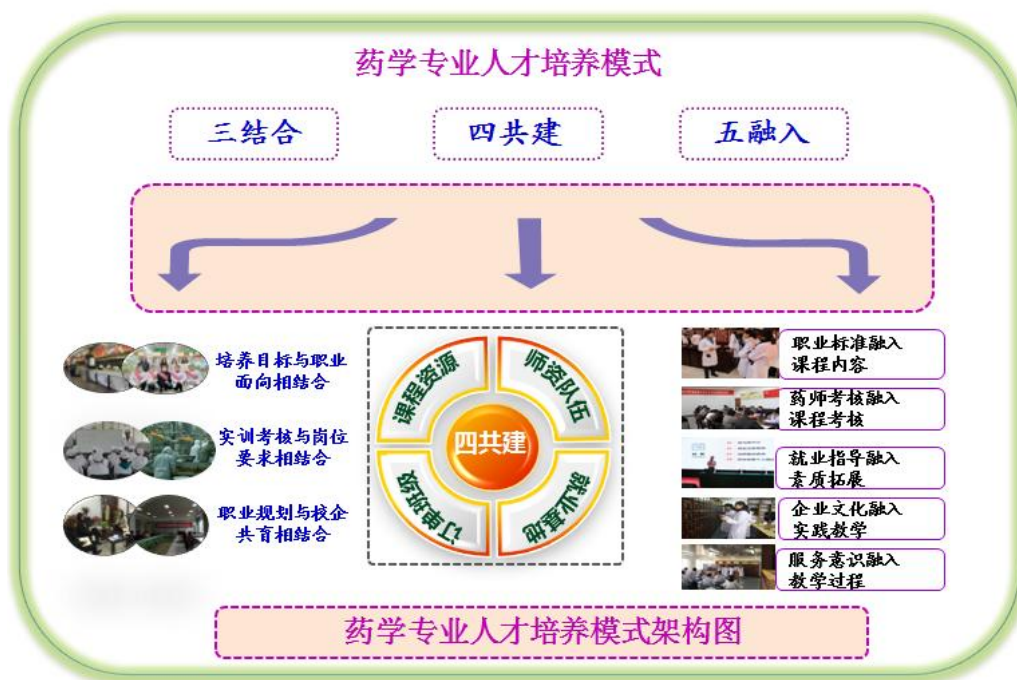 药学专业人才培养模式
三结合
四共建
五融入
培养目标与职业
面向相结合
实训考核与岗位
要求相结合
职业规划与校企
共育相结合
课程资源
师资队伍
四共建
订单班级
就业基地
职业标准融入
课程内容
药师考核融入
课程考核
就业指导融入
素质拓展
企业文化融入
实践教学
服务意识融入
教学过程
药学专业人才培养模式架构图